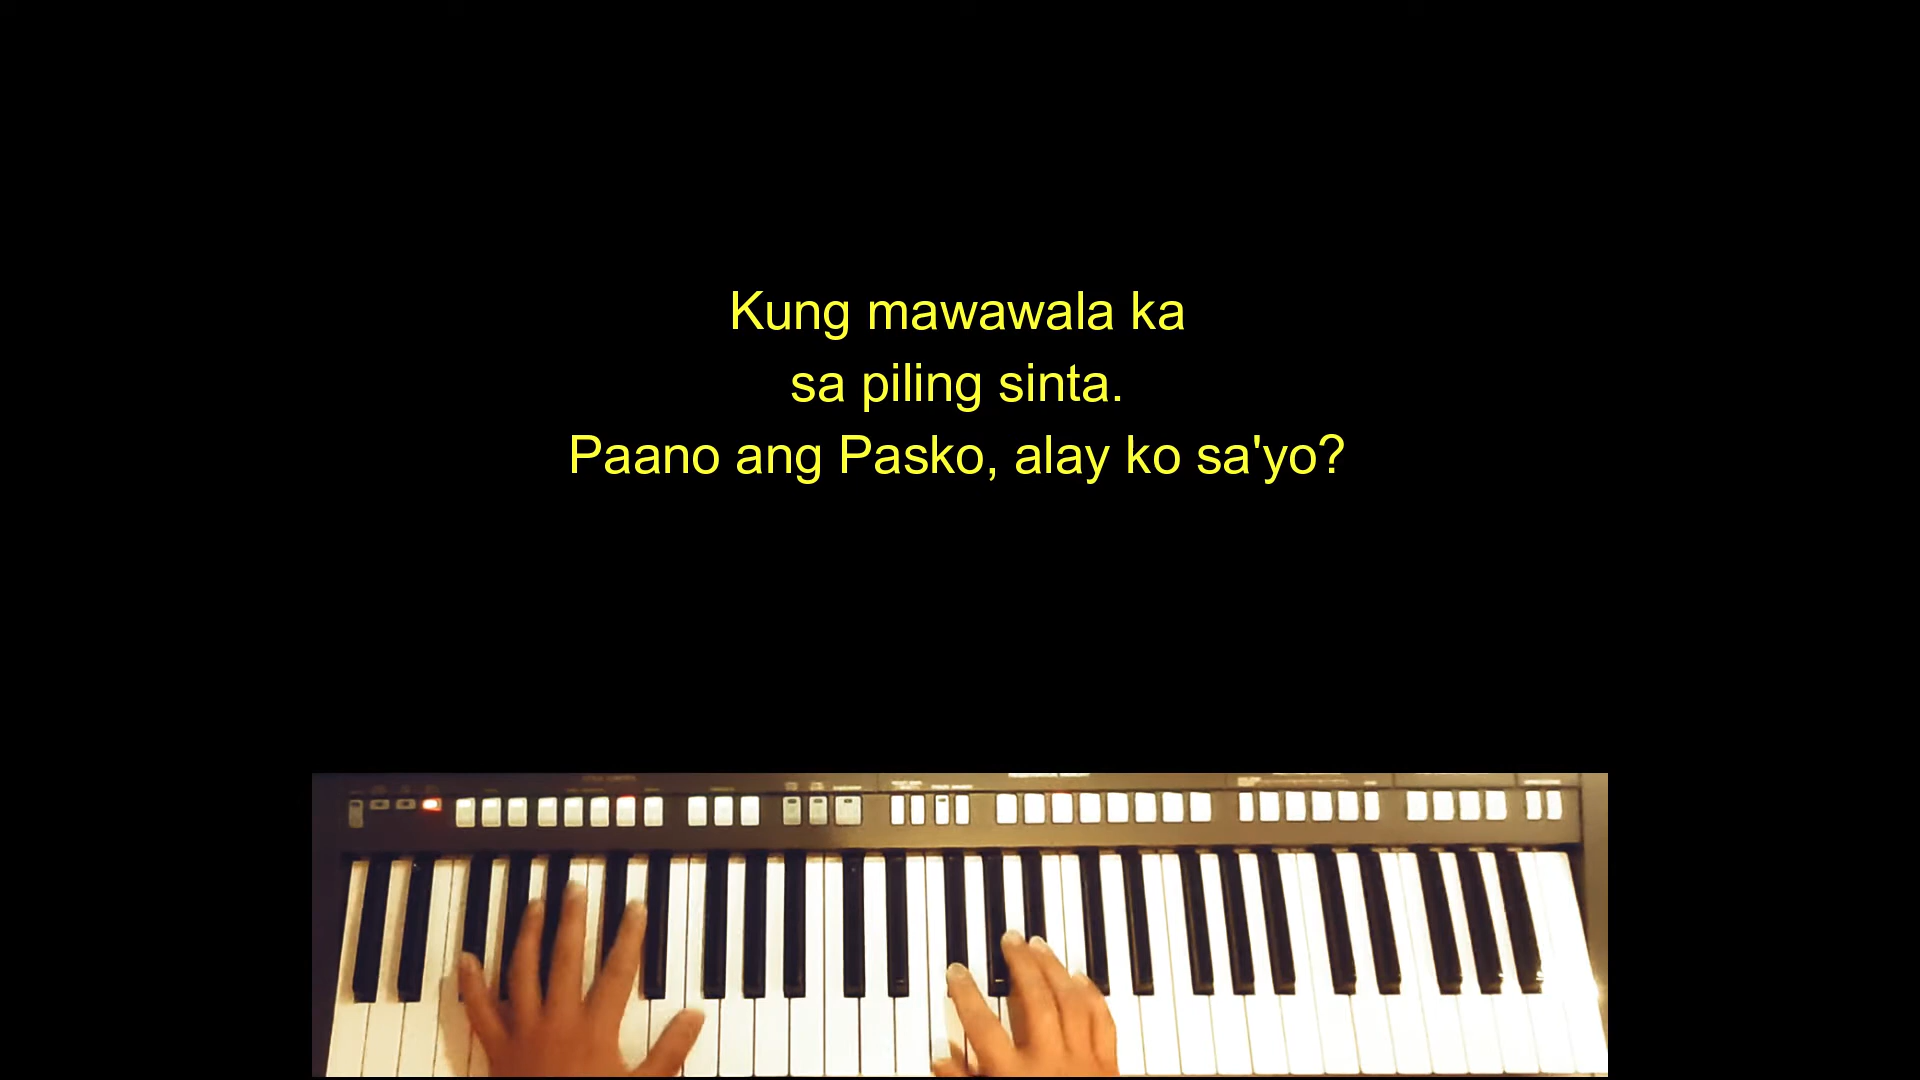 Kung mawawala ka
sa piling sinta.
Paano ang Pasko, alay ko sa'yo?